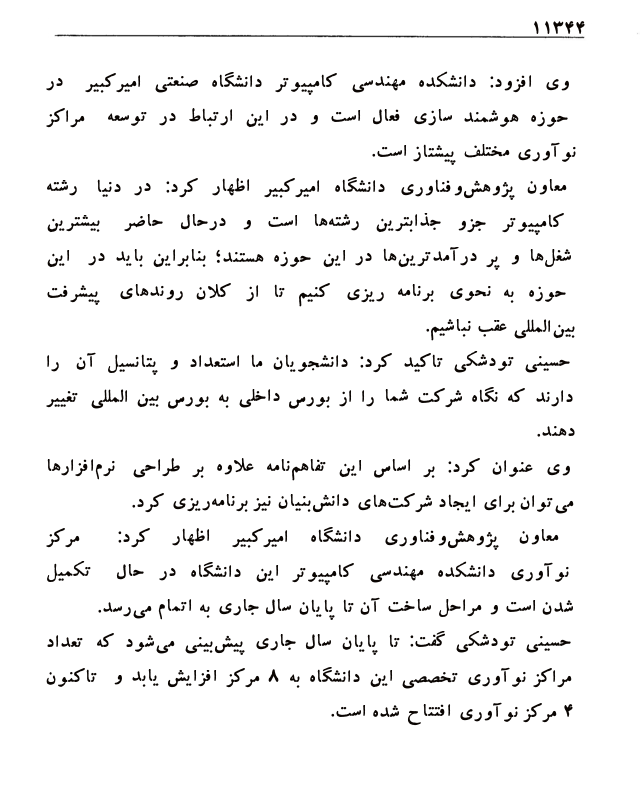 ۱۱۳۴۴
وی افزود: دانشکده مهندسی کامپیوتر دانشگاه صنعتی امیرکبیر در
حوزه هوشمند سازی فعال است و در این ارتباط در توسعه مراکز
نوآوری مختلف پیشتاز است.
معاون پژوهش‌وفناوری دانشگاه امیرکبیر اظهار کرد: در دنیا رشته
کامپیوتر جزو جذابترین رشته‌ها است و درحال حاضر بیشترین
شغل‌ها و پر درآمدترین‌ها در این حوزه هستند؛ بنابراین باید در این
حوزه به نحوی برنامه ریزی کنیم تا از کلان روندهای پیشرفت
بین‌المللی عقب نباشیم.
حسینی تودشکی تاکید کرد: دانشجویان ما استعداد و پتانسیل آن را
دارند که نگاه شرکت شما را از بورس داخلی به بورس بین المللی تغییر
دهند.
وی عنوان کرد: بر اساس این تفاهم‌نامه علاوه بر طراحی نرم‌افزارها
می‌توان برای ایجاد شرکت‌های دانش‌بنیان نیز برنامه‌ریزی کرد.
معاون پژوهش‌وفناوری دانشگاه امیرکبیر اظهار کرد: مرکز
نوآوری دانشکده مهندسی کامپیوتر این دانشگاه در حال تکمیل
شدن است و مراحل ساخت آن تا پایان سال جاری به اتمام می‌رسد.
حسینی تودشکی گفت: تا پایان سال جاری پیش‌بینی می‌شود که تعداد
مراکز نوآوری تخصصی این دانشگاه به ۸ مرکز افزایش یابد و تاکنون
۴ مرکز نوآوری افتتاح شده است.